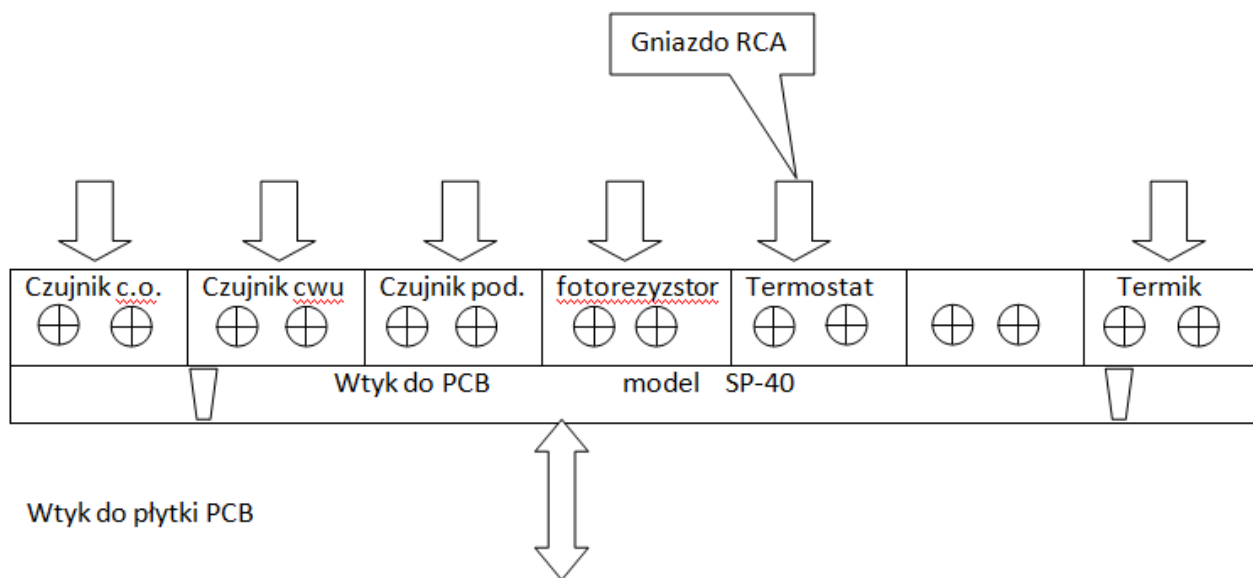 Gniazdo RCA
Czujnik c.o.
Czujnik cwu
Czujnik pod.
fotorezyzstor
Termostat
Termik
Wtyk do PCB model SP-40
Wtyk do płytki PCB